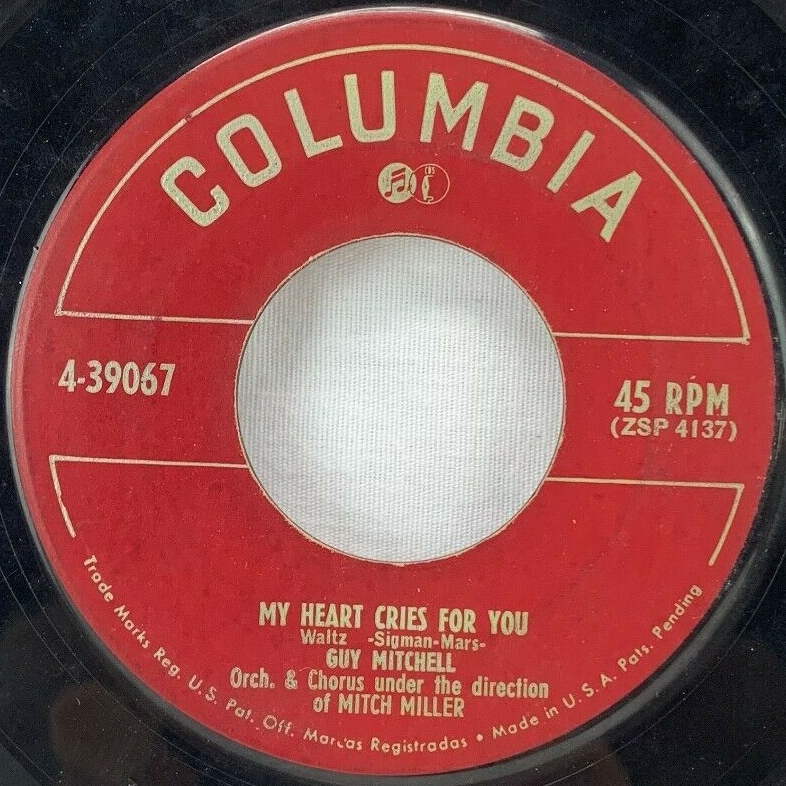 COLUMBIA
CBS
4-39067
45 RPM
(ZSP 4137)
MY HEART CRIES FOR YOU
Waltz -Sigman-Mars-
GUY MITCHELL
Orch. & Chorus under the direction
of MITCH MILLER
Trade Marks Reg. U.S. Pat. Off. Marcas Registradas • Made in U.S.A. Pats. Pending